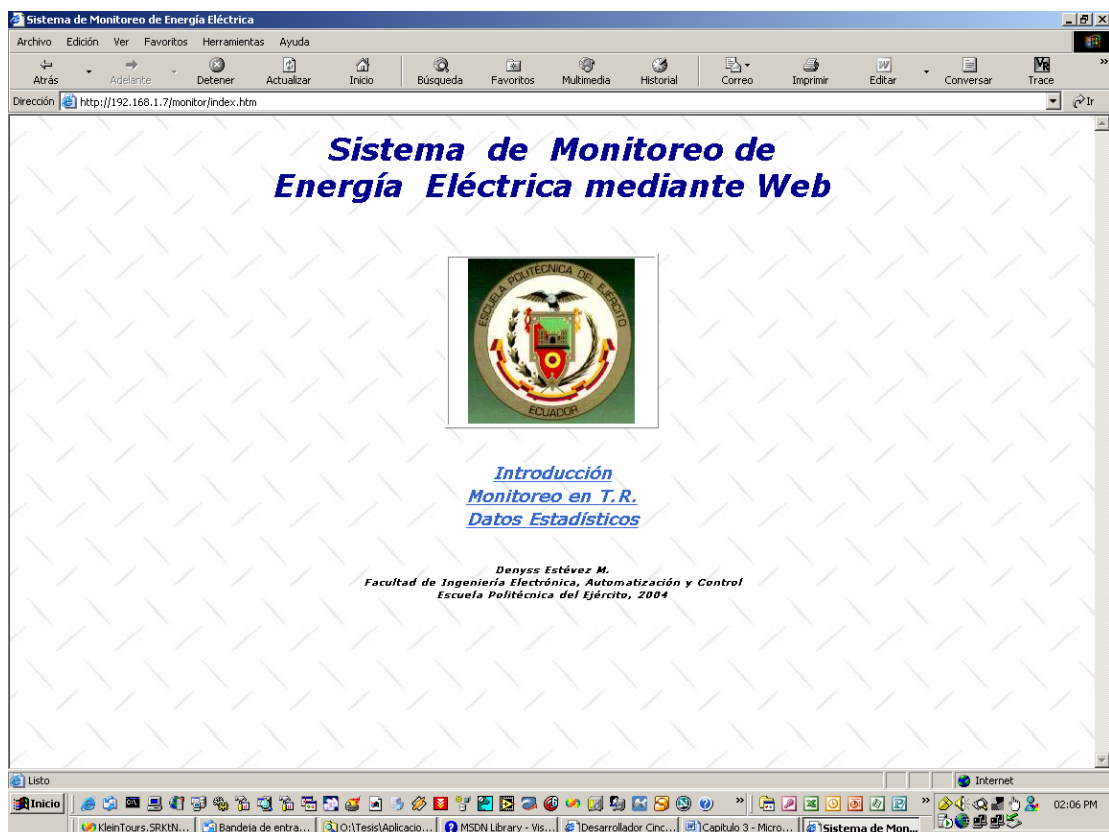 Sistema de Monitoreo de Energía Eléctrica
Archivo Edición Ver Favoritos Herramientas Ayuda
Atrás Adelante Detener Actualizar Inicio Búsqueda Favoritos Multimedia Historial Correo Imprimir Editar Conversar Trace
Dirección http://192.168.1.7/monitor/index.htm Ir
Sistema de Monitoreo de
Energía Eléctrica mediante Web
ESCUELA POLITECNICA DEL EJÉRCITO
ECUADOR
Introducción
Monitoreo en T.R.
Datos Estadísticos
Denyss Estévez M.
Facultad de Ingeniería Electrónica, Automatización y Control
Escuela Politécnica del Ejército, 2004
Listo Internet
Inicio 02:06 PM
KleinTours.SRKtN... Bandeja de entra... O:\Tesis\Aplicacio... MSDN Library - Vis... Desarrollador Cinc... Capitulo 3 - Micro... Sistema de Mon...